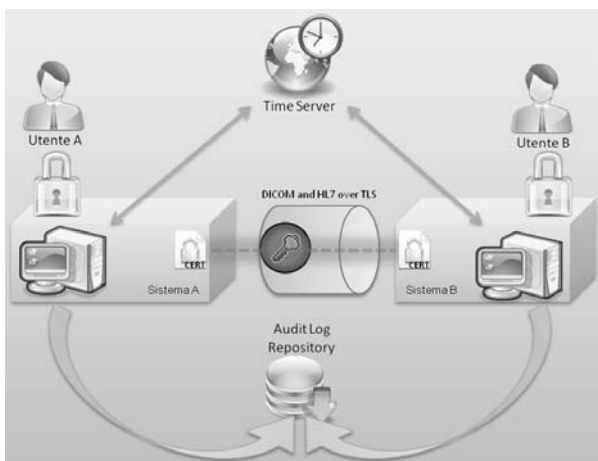 Time Server
Utente A
Utente B
DICOM and HL7 over TLS
CERT
CERT
Sistema A
Sistema B
Audit Log
Repository